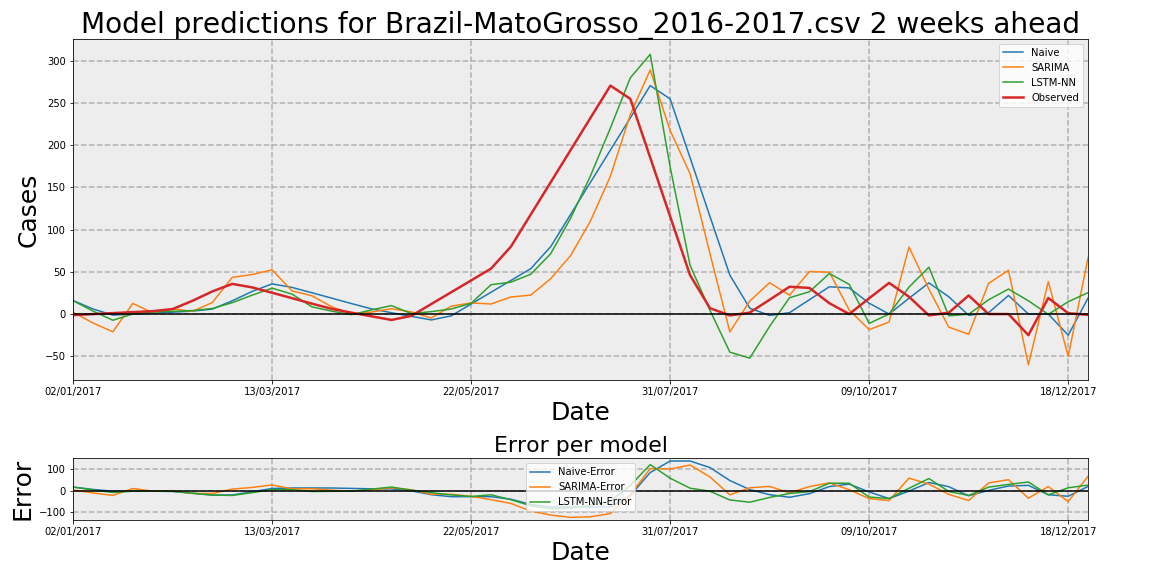 Model predictions for Brazil-MatoGrosso_2016-2017.csv 2 weeks ahead
Naive
SARIMA
LSTM-NN
Observed
300
250
200
150
100
50
0
−50
Cases
02/01/2017 13/03/2017 22/05/2017 31/07/2017 09/10/2017 18/12/2017
Date
Error per model
Naive-Error
SARIMA-Error
LSTM-NN-Error
100
0
−100
Error
02/01/2017 13/03/2017 22/05/2017 31/07/2017 09/10/2017 18/12/2017
Date